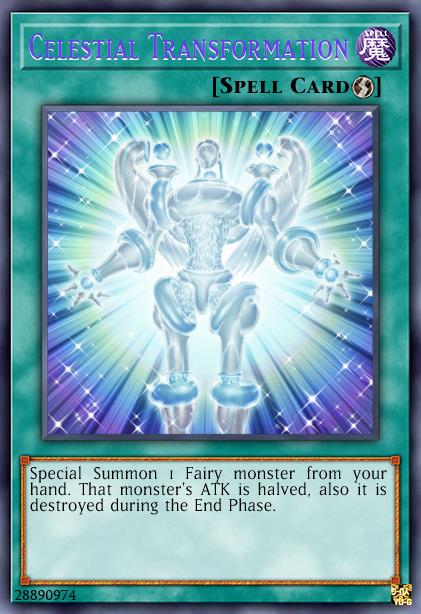 Celestial Transformation
SPELL
魔
[Spell Card]
Special Summon 1 Fairy monster from your
hand. That monster's ATK is halved, also it is
destroyed during the End Phase.
28890974